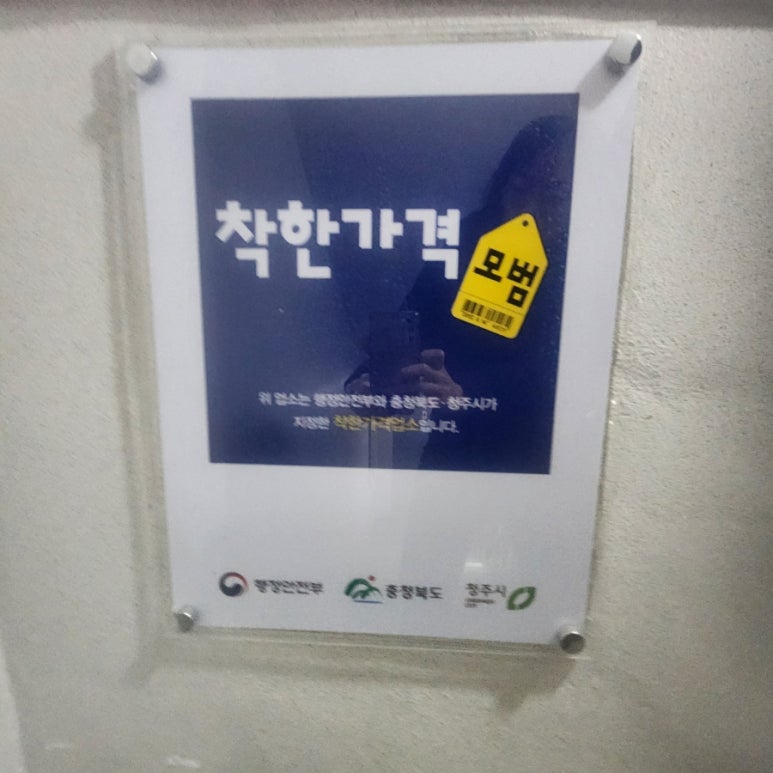 착한가격
모범
위 업소는 행정안전부와 충청북도·청주시가
지정한 착한가격업소입니다.
행정안전부
충청북도
청주시